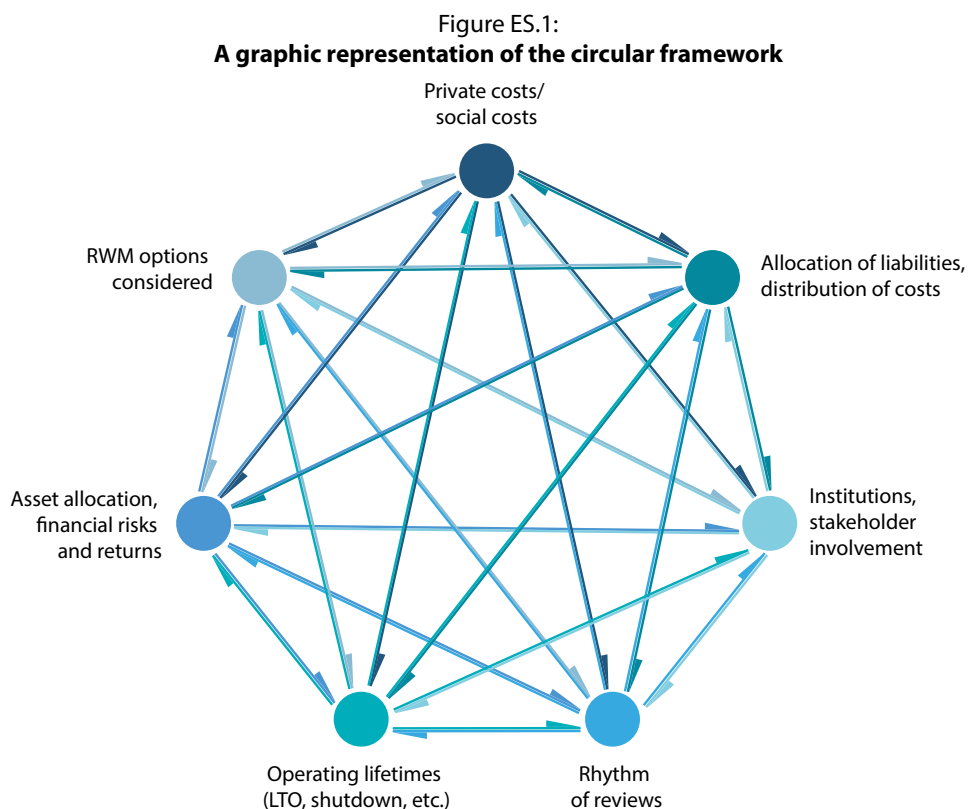 Figure ES.1:
A graphic representation of the circular framework
Private costs/
social costs
RWM options
considered
Allocation of liabilities,
distribution of costs
Asset allocation,
financial risks
and returns
Institutions,
stakeholder
involvement
Operating lifetimes
(LTO, shutdown, etc.)
Rhythm
of reviews